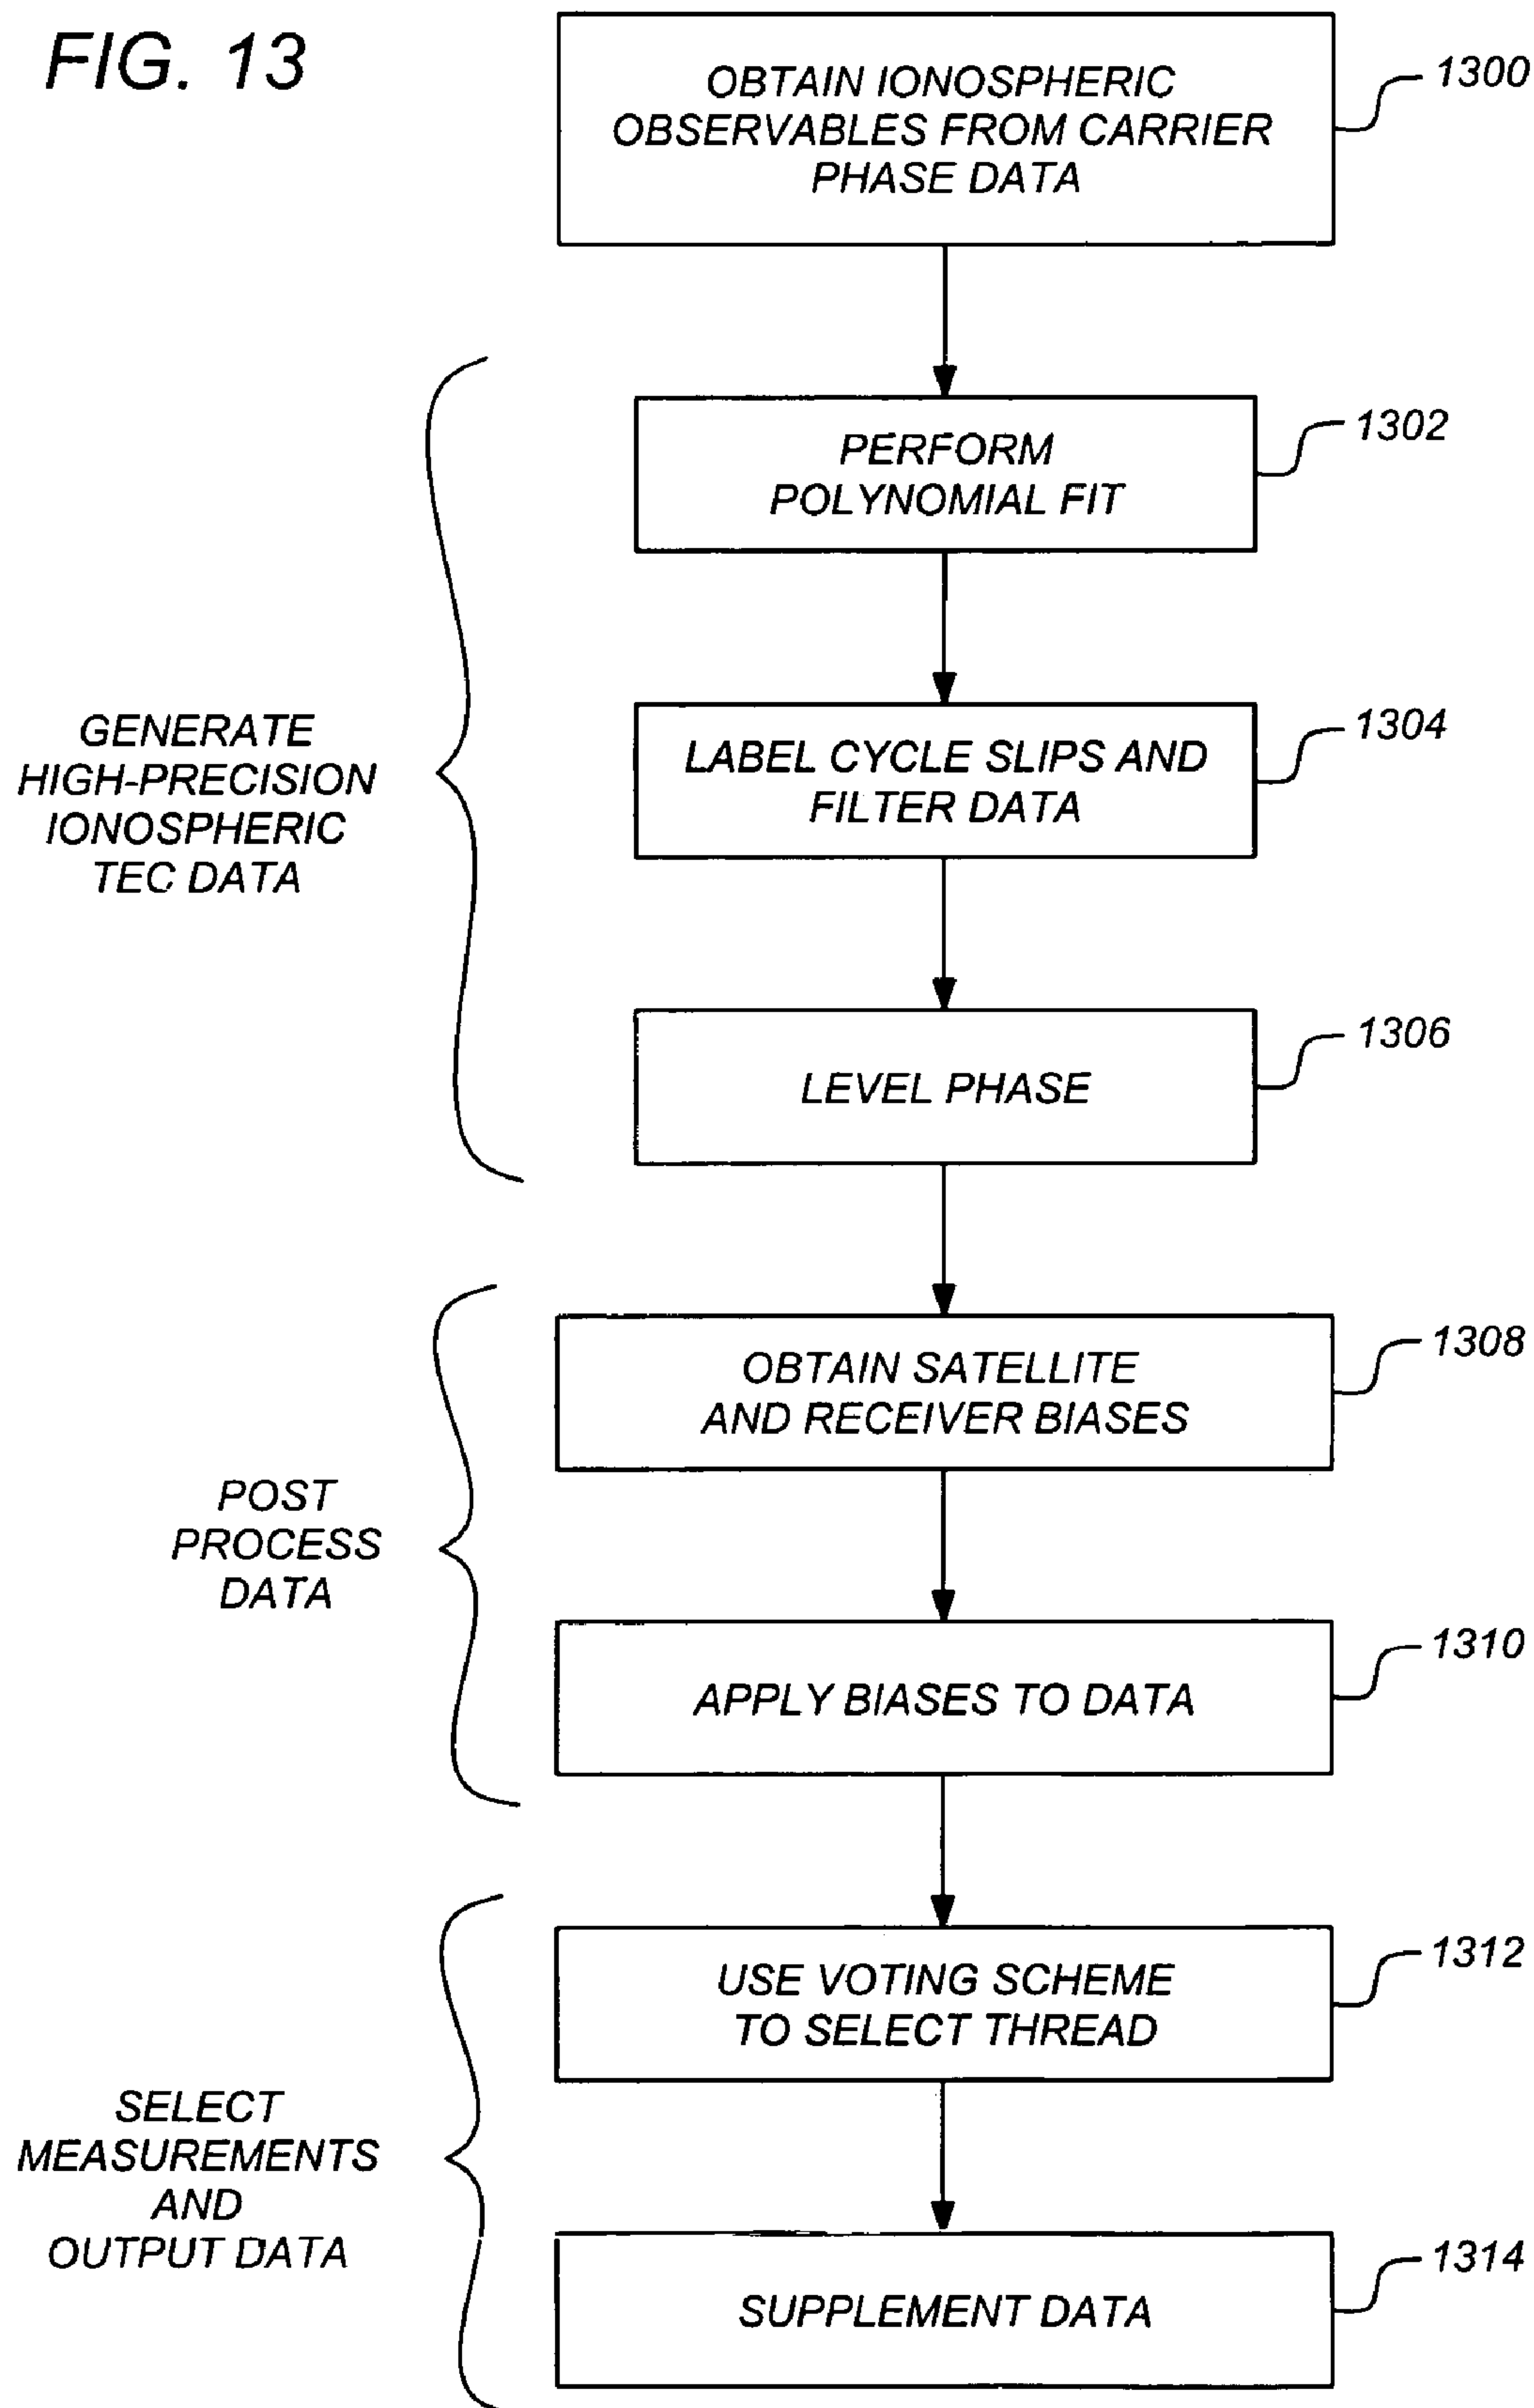 FIG. 13
OBTAIN IONOSPHERIC
OBSERVABLES FROM CARRIER
PHASE DATA
1300
PERFORM
POLYNOMIAL FIT
1302
GENERATE
HIGH-PRECISION
IONOSPHERIC
TEC DATA
LABEL CYCLE SLIPS AND
FILTER DATA
1304
LEVEL PHASE
1306
POST
PROCESS
DATA
OBTAIN SATELLITE
AND RECEIVER BIASES
1308
APPLY BIASES TO DATA
1310
SELECT
MEASUREMENTS
AND
OUTPUT DATA
USE VOTING SCHEME
TO SELECT THREAD
1312
SUPPLEMENT DATA
1314